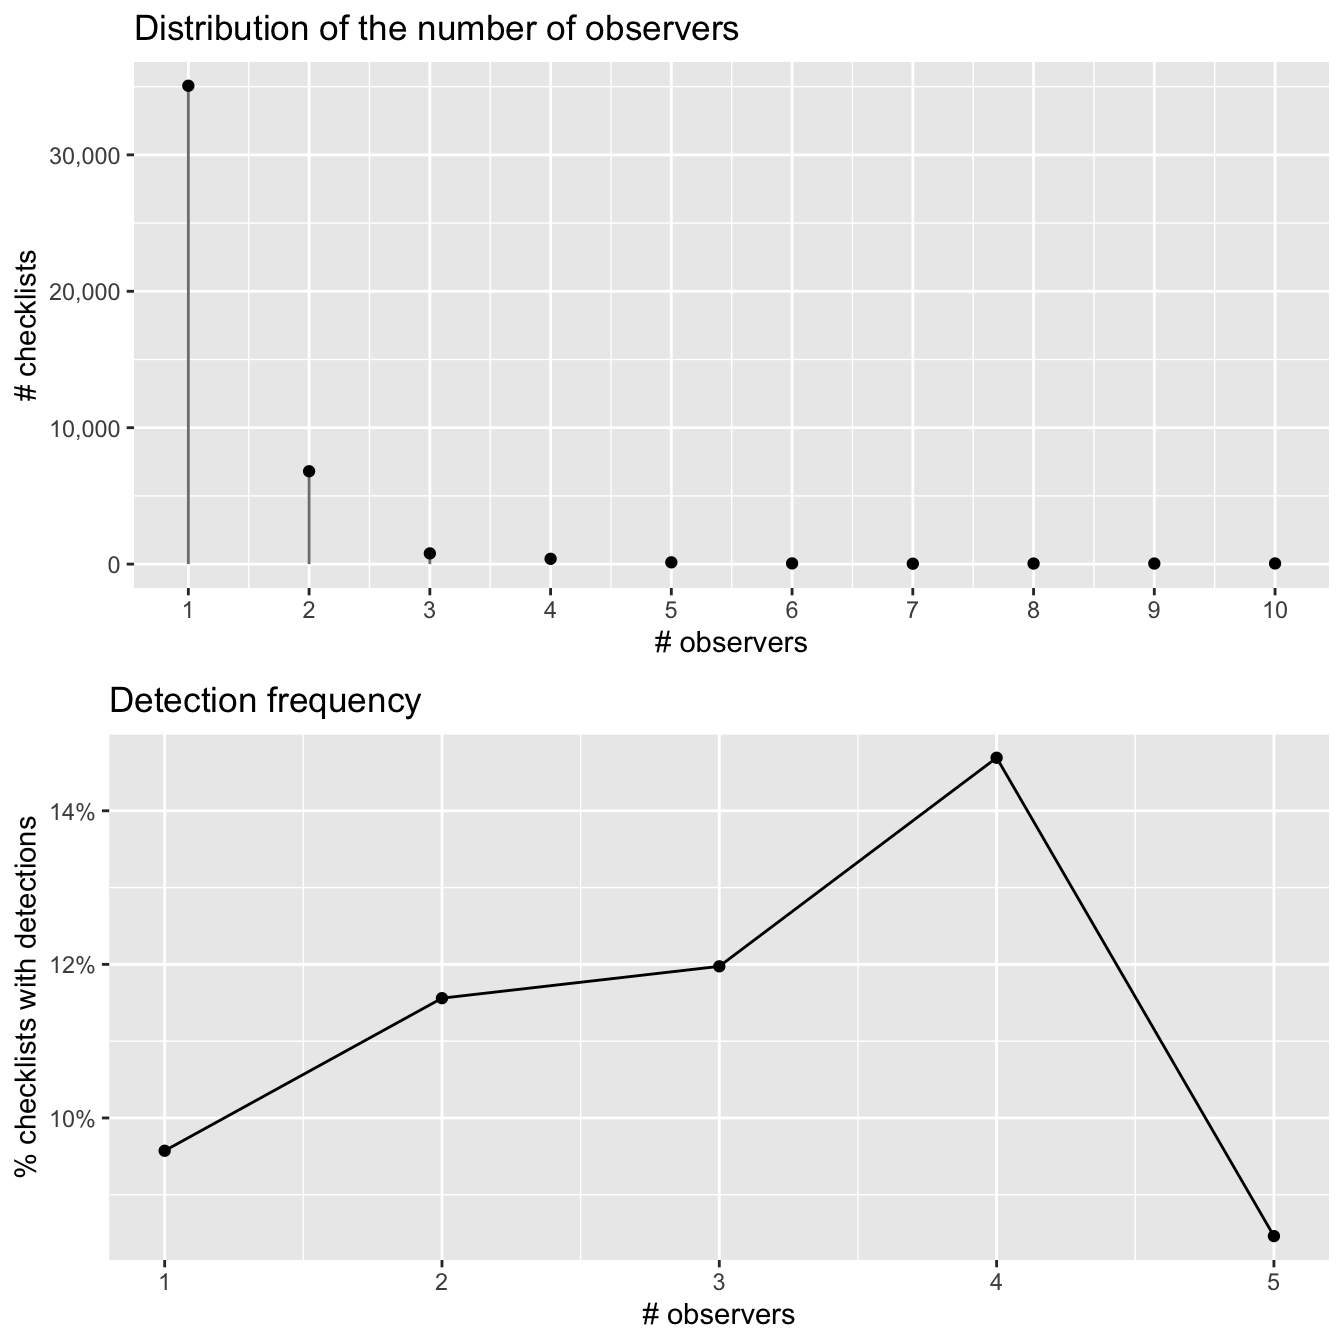 Distribution of the number of observers
30,000
20,000
10,000
0
# checklists
1 2 3 4 5 6 7 8 9 10
# observers
Detection frequency
14%
12%
10%
% checklists with detections
1 2 3 4 5
# observers